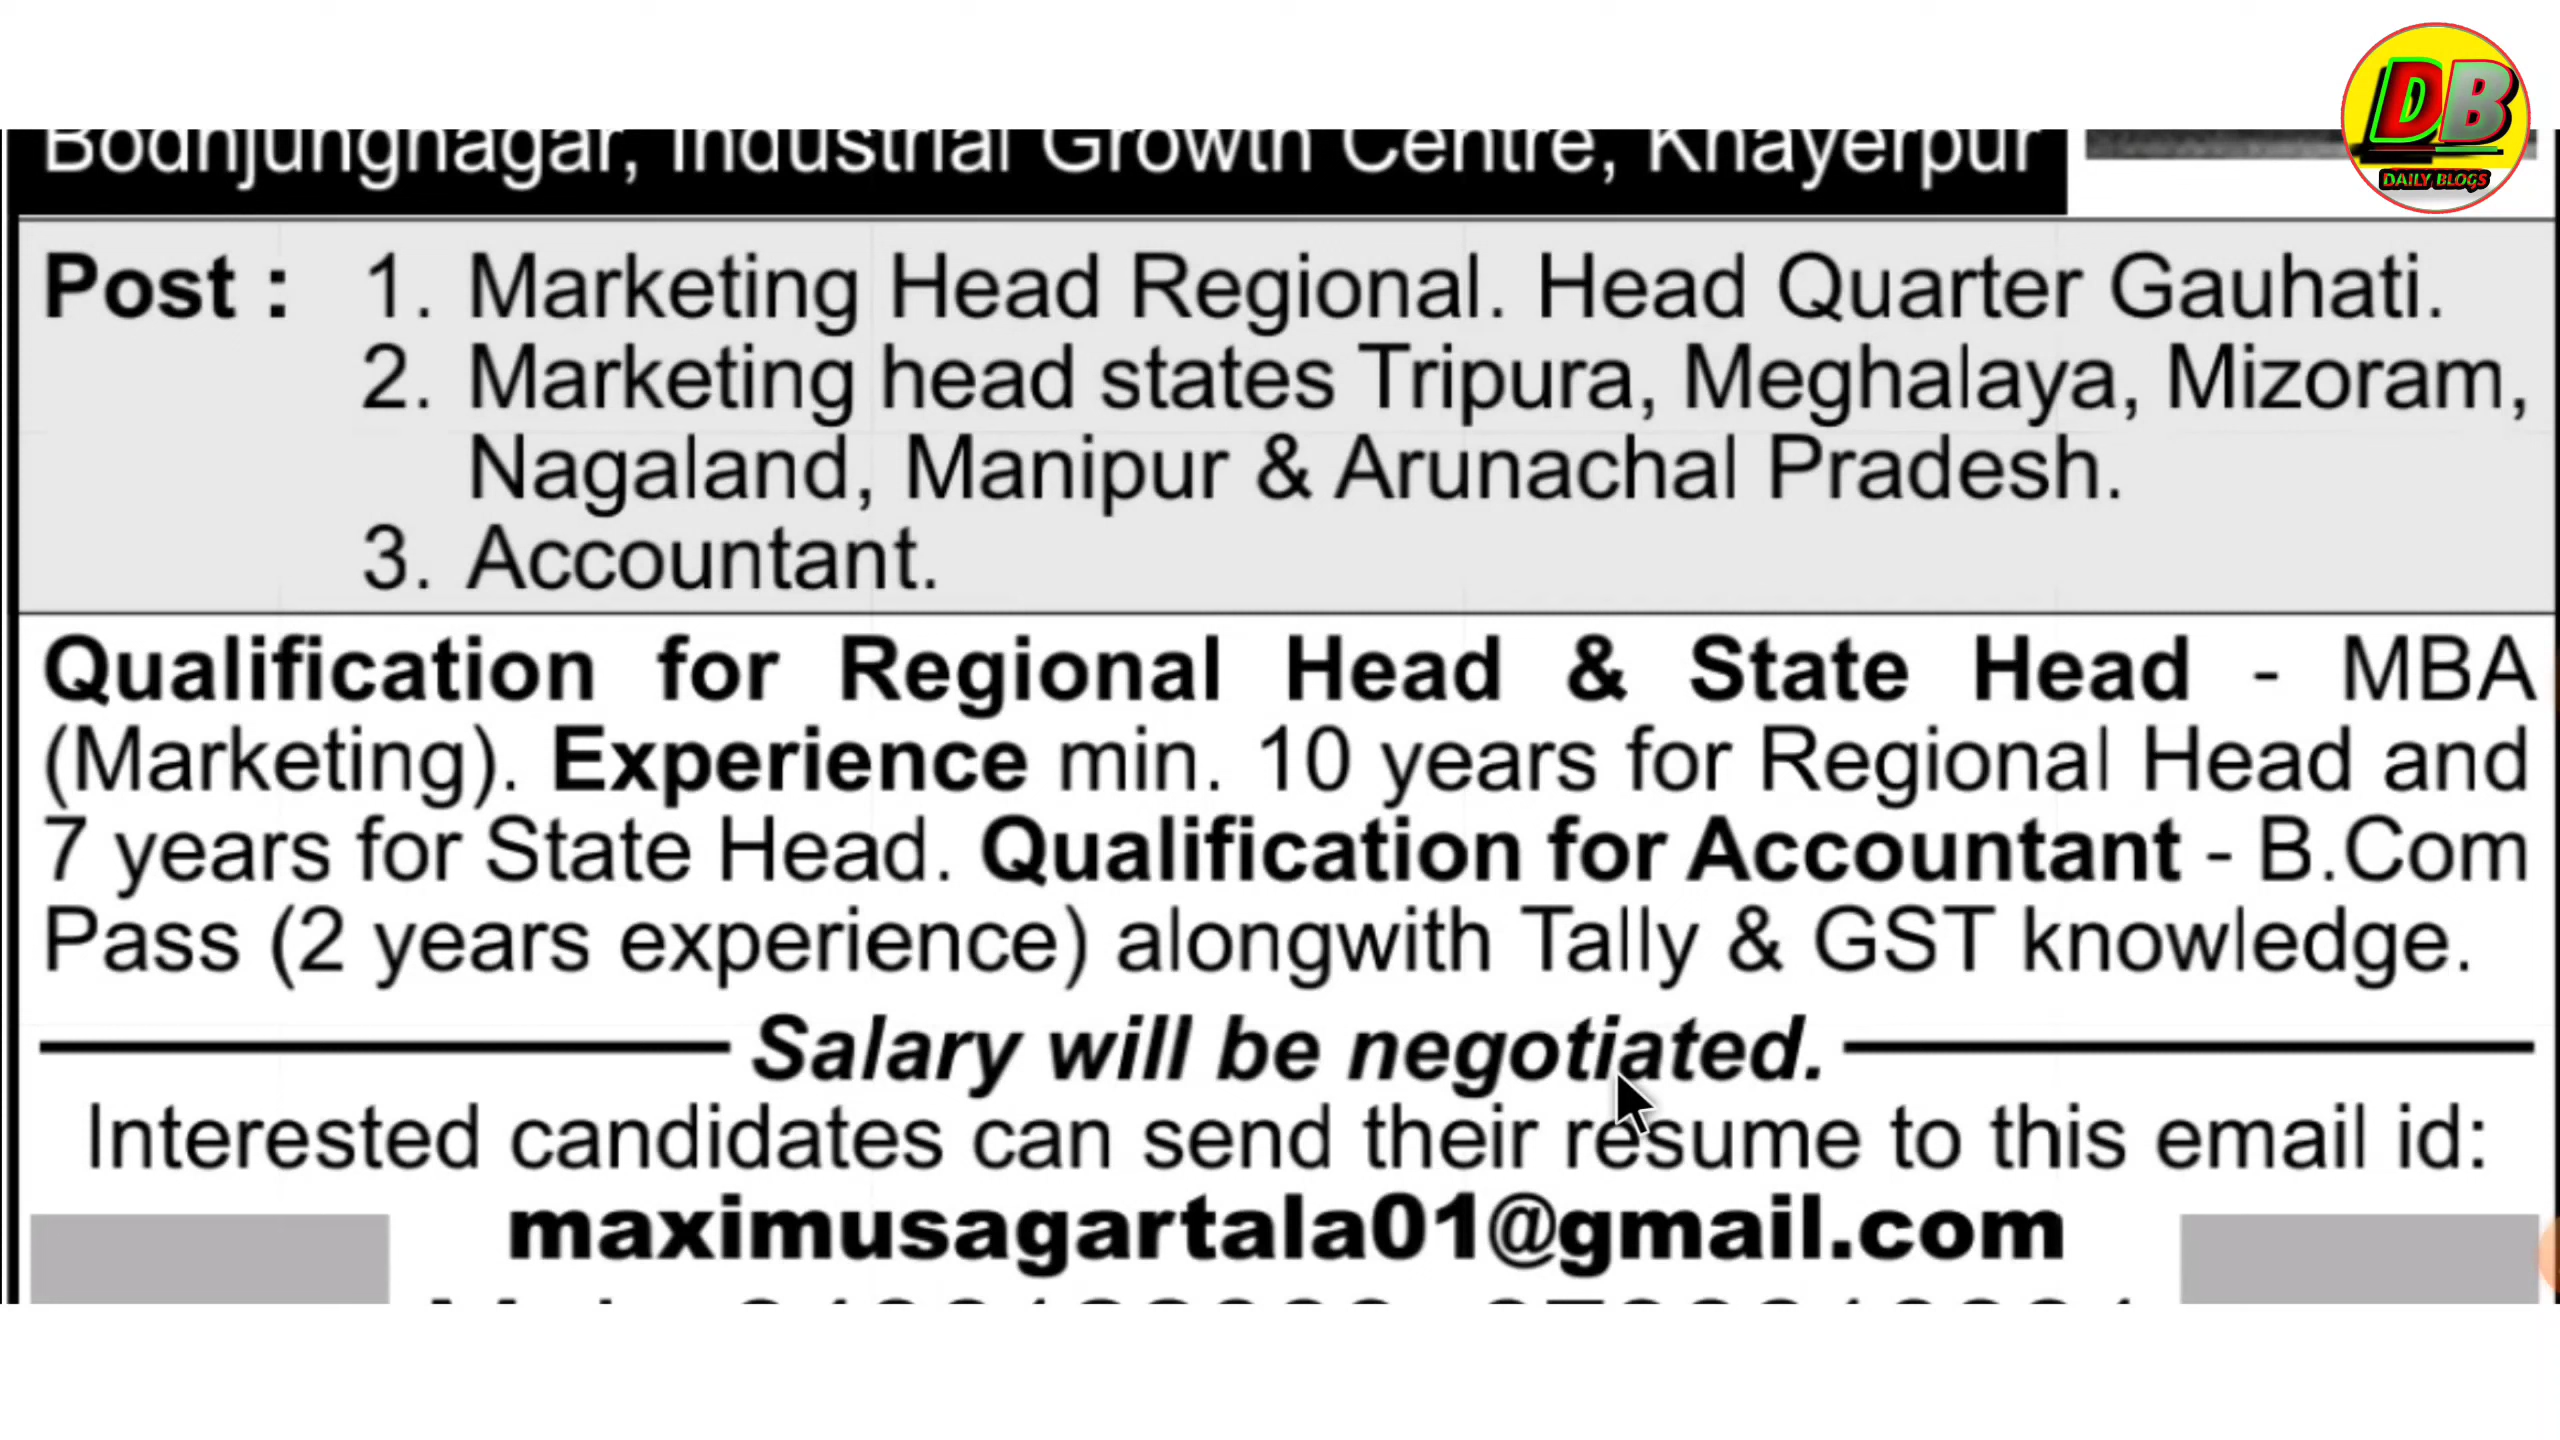 DB
DAILY BLOGS
Bodhjungnagar, Industrial Growth Centre, Khayerpur
Post : 1. Marketing Head Regional. Head Quarter Gauhati.
2. Marketing head states Tripura, Meghalaya, Mizoram,
Nagaland, Manipur & Arunachal Pradesh.
3. Accountant.
Qualification for Regional Head & State Head - MBA
(Marketing). Experience min. 10 years for Regional Head and
7 years for State Head. Qualification for Accountant - B.Com
Pass (2 years experience) alongwith Tally & GST knowledge.
Salary will be negotiated.
Interested candidates can send their resume to this email id:
maximusagartala01@gmail.com